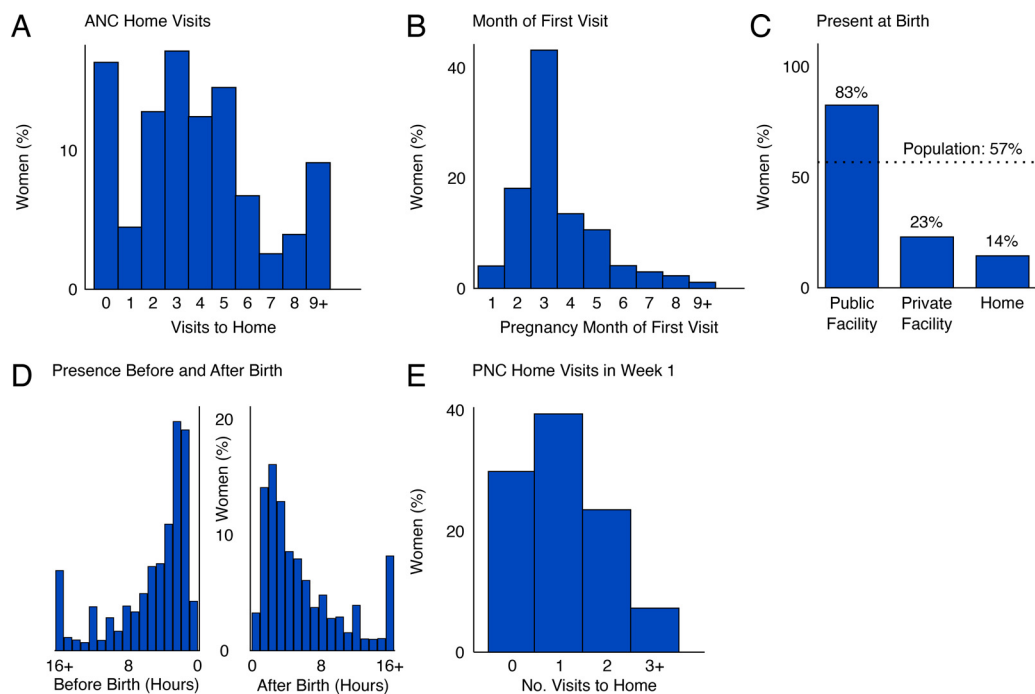 A
ANC Home Visits
Women (%)
10
0
0 1 2 3 4 5 6 7 8 9+
Visits to Home
B
Month of First Visit
Women (%)
40
20
0
1 2 3 4 5 6 7 8 9+
Pregnancy Month of First Visit
C
Present at Birth
Women (%)
100
50
0
83%
Population: 57%
23%
14%
Public Facility
Private Facility
Home
D
Presence Before and After Birth
16+ 8 0
Before Birth (Hours)
Women (%)
20
10
0
0 8 16+
After Birth (Hours)
E
PNC Home Visits in Week 1
Women (%)
40
20
0
0 1 2 3+
No. Visits to Home